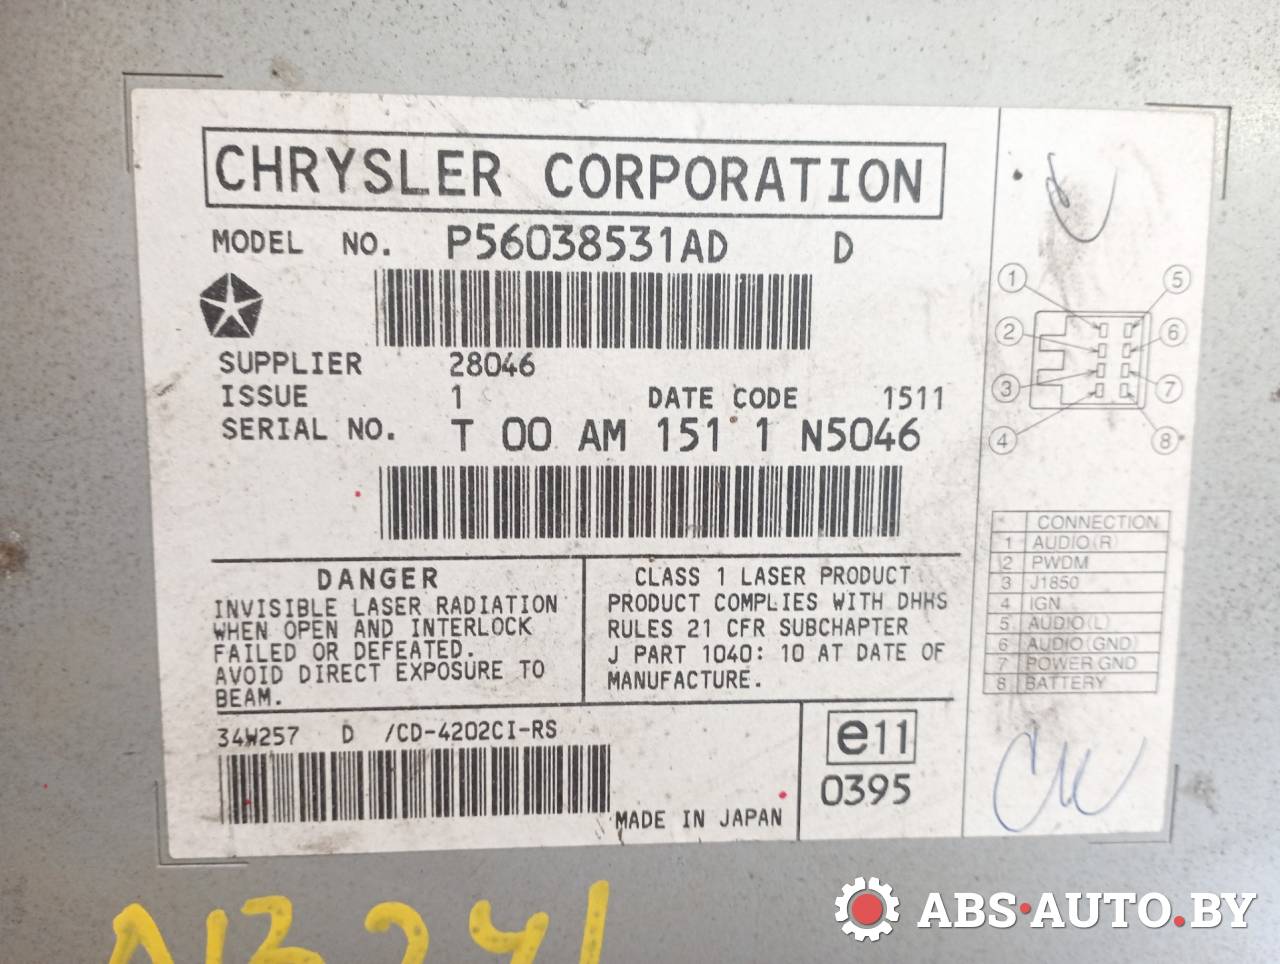 CHRYSLER CORPORATION
MODEL NO. P56038531AD D
SUPPLIER 28046
ISSUE 1 DATE CODE 1511
SERIAL NO. T 00 AM 151 1 N5046
DANGER
INVISIBLE LASER RADIATION
WHEN OPEN AND INTERLOCK
FAILED OR DEFEATED.
AVOID DIRECT EXPOSURE TO
BEAM.
CLASS 1 LASER PRODUCT
PRODUCT COMPLIES WITH DHHS
RULES 21 CFR SUBCHAPTER
J PART 1040: 10 AT DATE OF
MANUFACTURE.
34W257 D /CD-4202CI-RS
MADE IN JAPAN
e11
0395
1 5
2 6
3 7
4 8
CONNECTION
1 AUDIO(R)
2 PWDM
3 J1850
4 IGN
5 AUDIO(L)
6 AUDIO(GND)
7 POWER GND
8 BATTERY
ABS-AUTO.BY